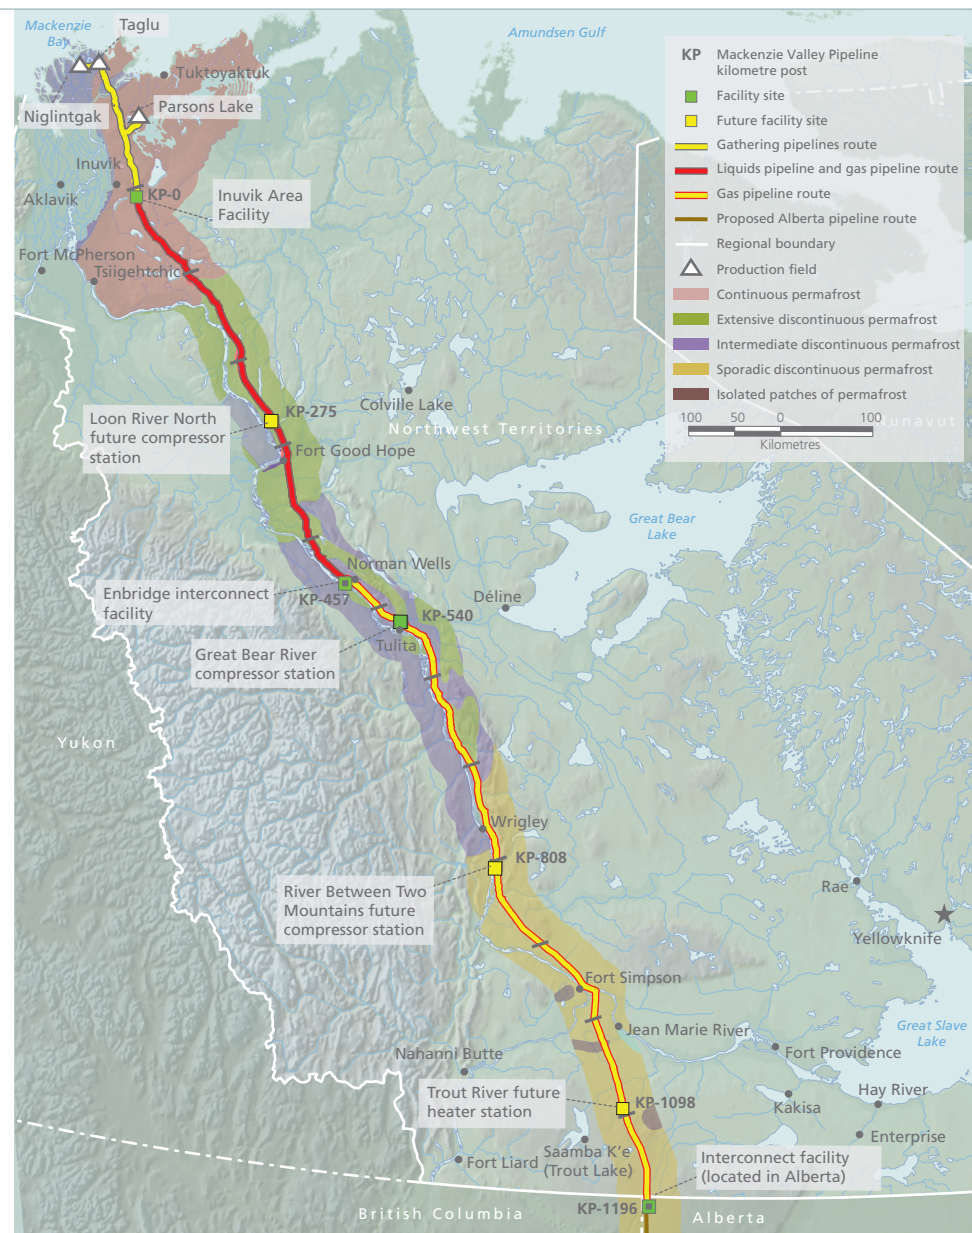 Mackenzie
Bay
Taglu
Amundsen Gulf
Tuktoyaktuk
Niglintgak
Parsons Lake
Inuvik
KP-0
Aklavik
Inuvik Area
Facility
Fort McPherson
Tsiigehtchic
KP Mackenzie Valley Pipeline
kilometre post
Facility site
Future facility site
Gathering pipelines route
Liquids pipeline and gas pipeline route
Gas pipeline route
Proposed Alberta pipeline route
Regional boundary
Production field
Continuous permafrost
Extensive discontinuous permafrost
Intermediate discontinuous permafrost
Sporadic discontinuous permafrost
Isolated patches of permafrost
100 50 0 100
Kilometres
Nunavut
Loon River North
future compressor
station
KP-275
Colville Lake
Northwest Territories
Fort Good Hope
Great Bear
Lake
Norman Wells
Enbridge interconnect
facility
KP-457
Déline
KP-540
Tulita
Great Bear River
compressor station
Yukon
Wrigley
KP-808
River Between Two
Mountains future
compressor station
Rae
Yellowknife
Fort Simpson
Jean Marie River
Great Slave
Lake
Nahanni Butte
Fort Providence
Trout River future
heater station
KP-1098
Kakisa
Hay River
Enterprise
Saamba K'e
(Trout Lake)
Fort Liard
Interconnect facility
(located in Alberta)
KP-1196
British Columbia
Alberta